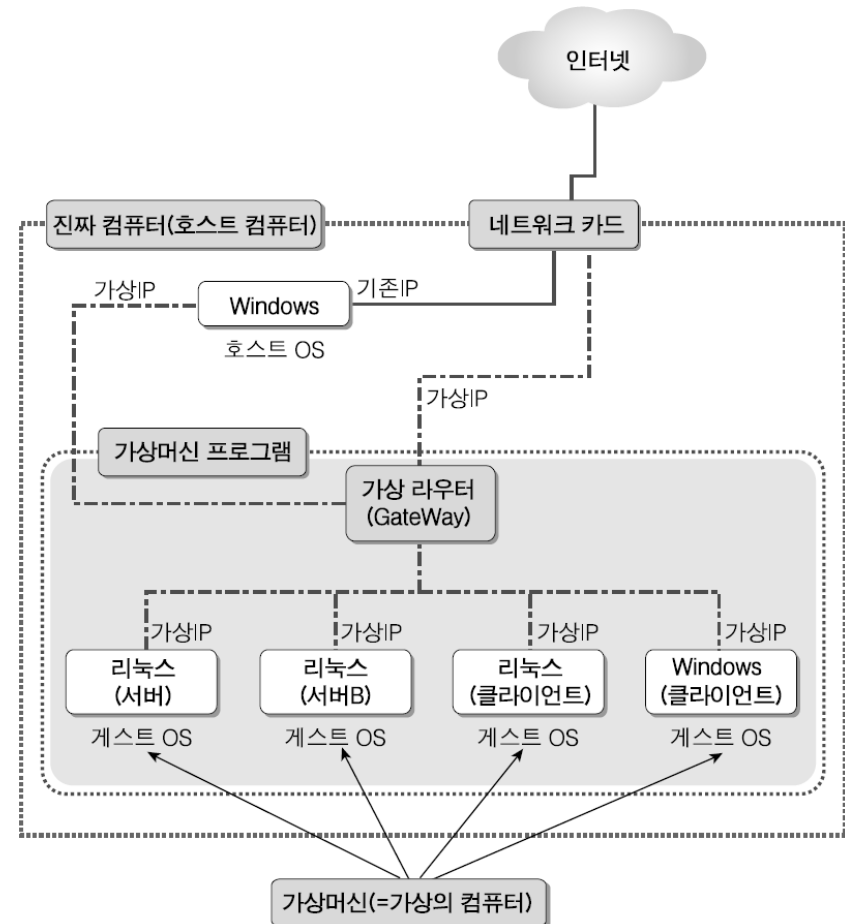 인터넷
진짜 컴퓨터(호스트 컴퓨터)
네트워크 카드
가상IP
Windows
기존IP
호스트 OS
가상IP
가상머신 프로그램
가상 라우터
(GateWay)
가상IP
가상IP
가상IP
가상IP
리눅스
(서버)
리눅스
(서버B)
리눅스
(클라이언트)
Windows
(클라이언트)
게스트 OS
게스트 OS
게스트 OS
게스트 OS
가상머신(=가상의 컴퓨터)